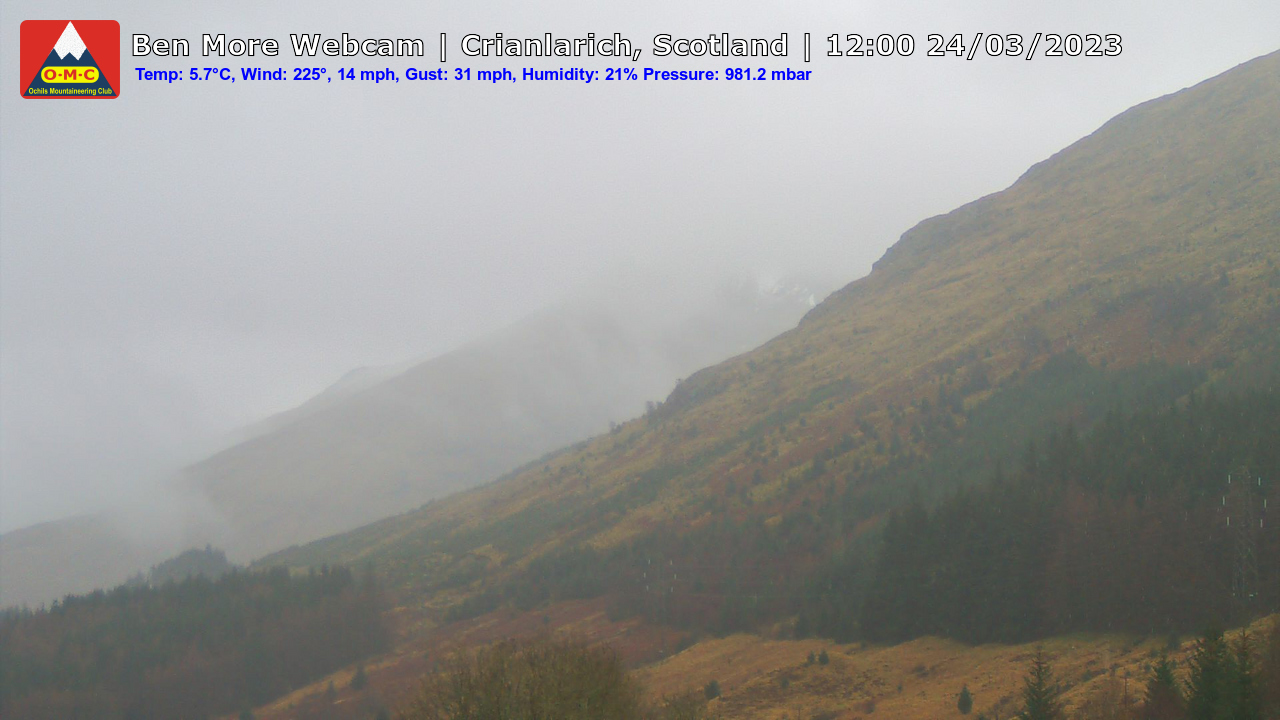 Ben More Webcam | Crianlarich, Scotland | 12:00 24/03/2023
Temp: 5.7°C, Wind: 225°, 14 mph, Gust: 31 mph, Humidity: 21% Pressure: 981.2 mbar
O·M·C
Ochils Mountaineering Club